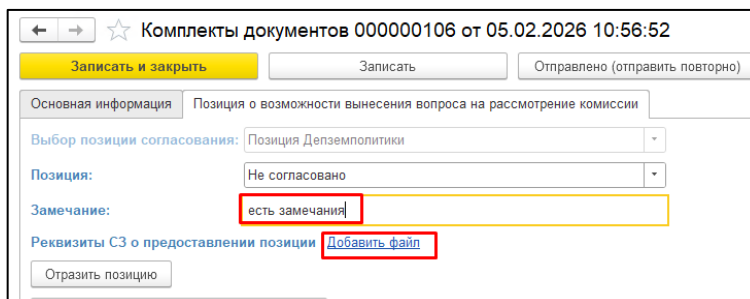 Комплекты документов 000000106 от 05.02.2026 10:56:52
Записать и закрыть Записать Отправлено (отправить повторно)
Основная информация Позиция о возможности вынесения вопроса на рассмотрение комиссии
Выбор позиции согласования: Позиция Депземполитики
Позиция: Не согласовано
Замечание: есть замечания
Реквизиты СЗ о предоставлении позиции Добавить файл
Отразить позицию